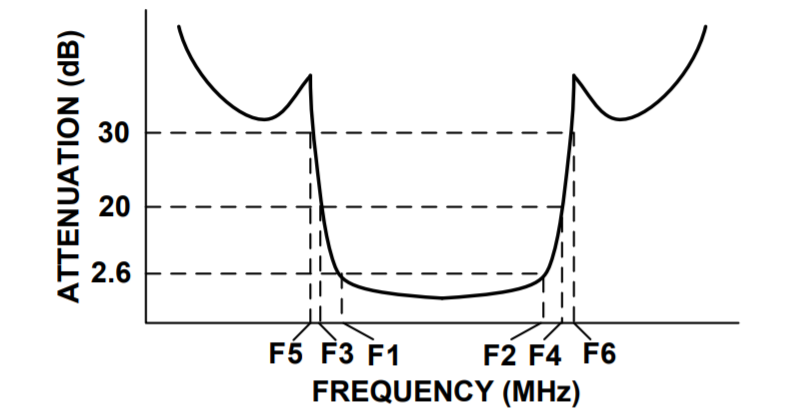 ATTENUATION (dB)
30
20
2.6
F5 F3 F1 F2 F4 F6
FREQUENCY (MHz)